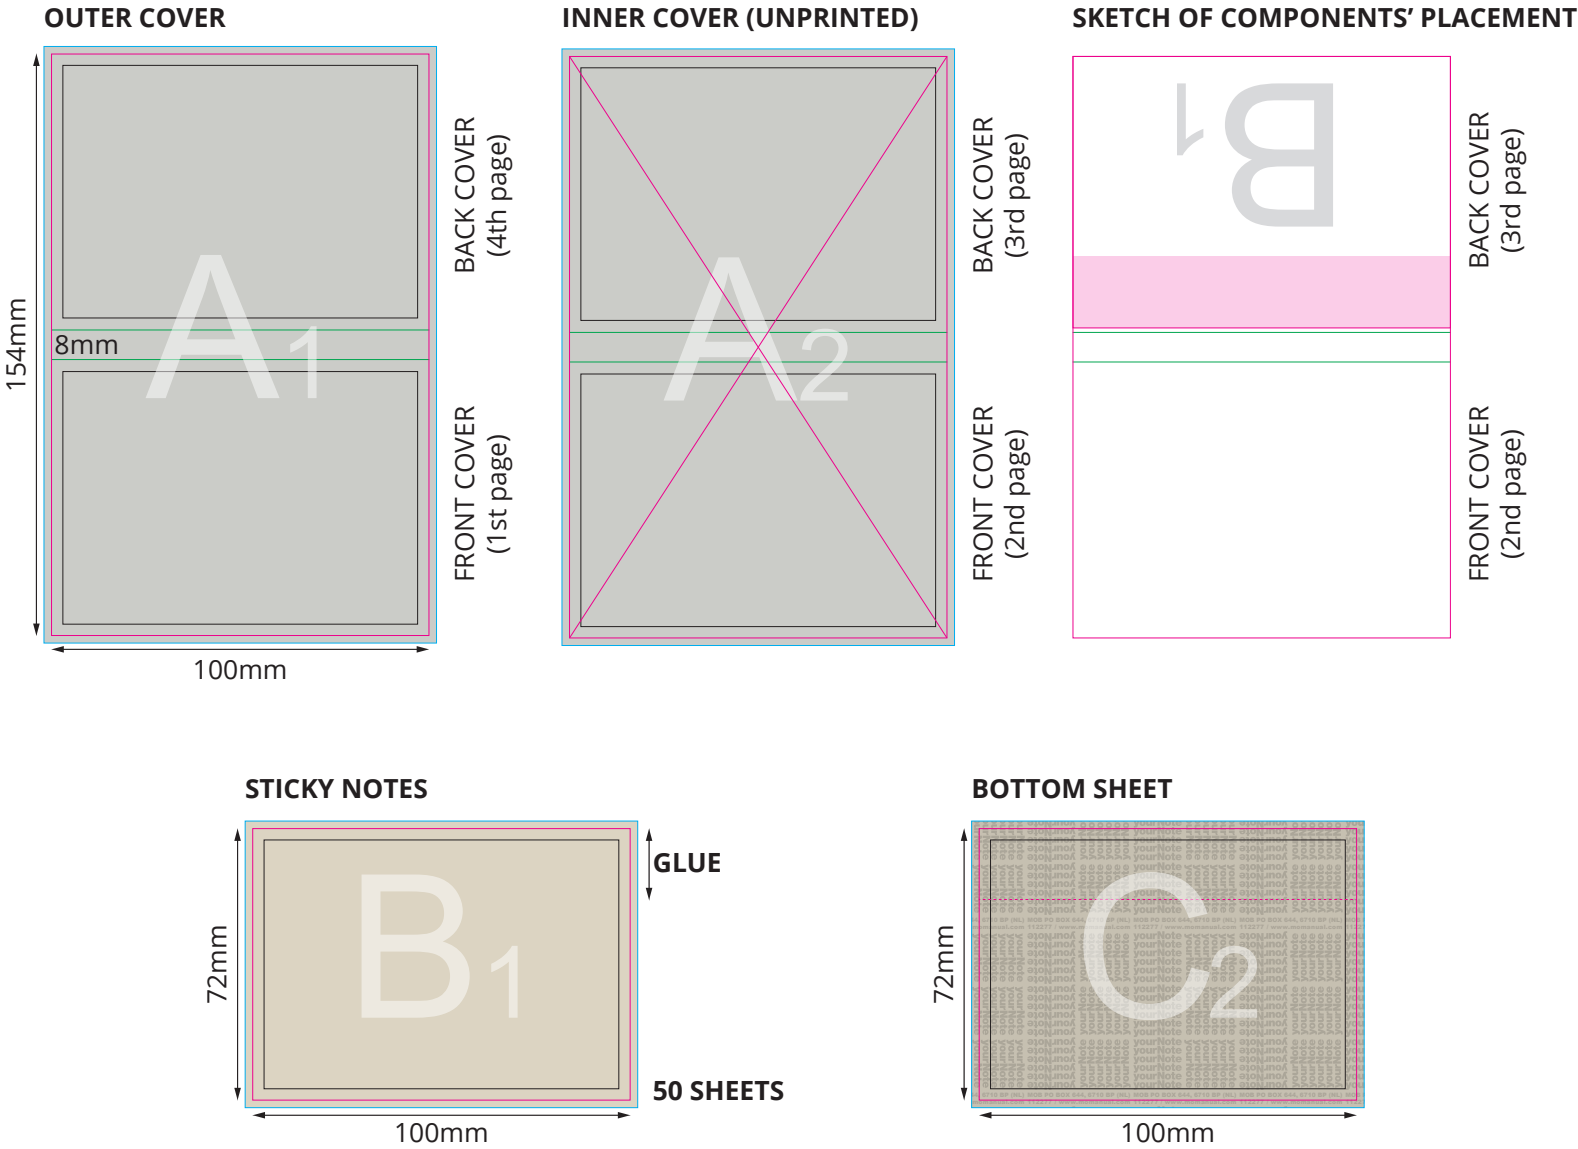 OUTER COVER
INNER COVER (UNPRINTED)
SKETCH OF COMPONENTS’ PLACEMENT
BACK COVER
(4th page)
BACK COVER
(3rd page)
B1
BACK COVER
(3rd page)
A1
A2
154mm
8mm
FRONT COVER
(1st page)
FRONT COVER
(2nd page)
FRONT COVER
(2nd page)
100mm
STICKY NOTES
BOTTOM SHEET
GLUE
B1
C2
72mm
72mm
yourNote
50 SHEETS
100mm
100mm